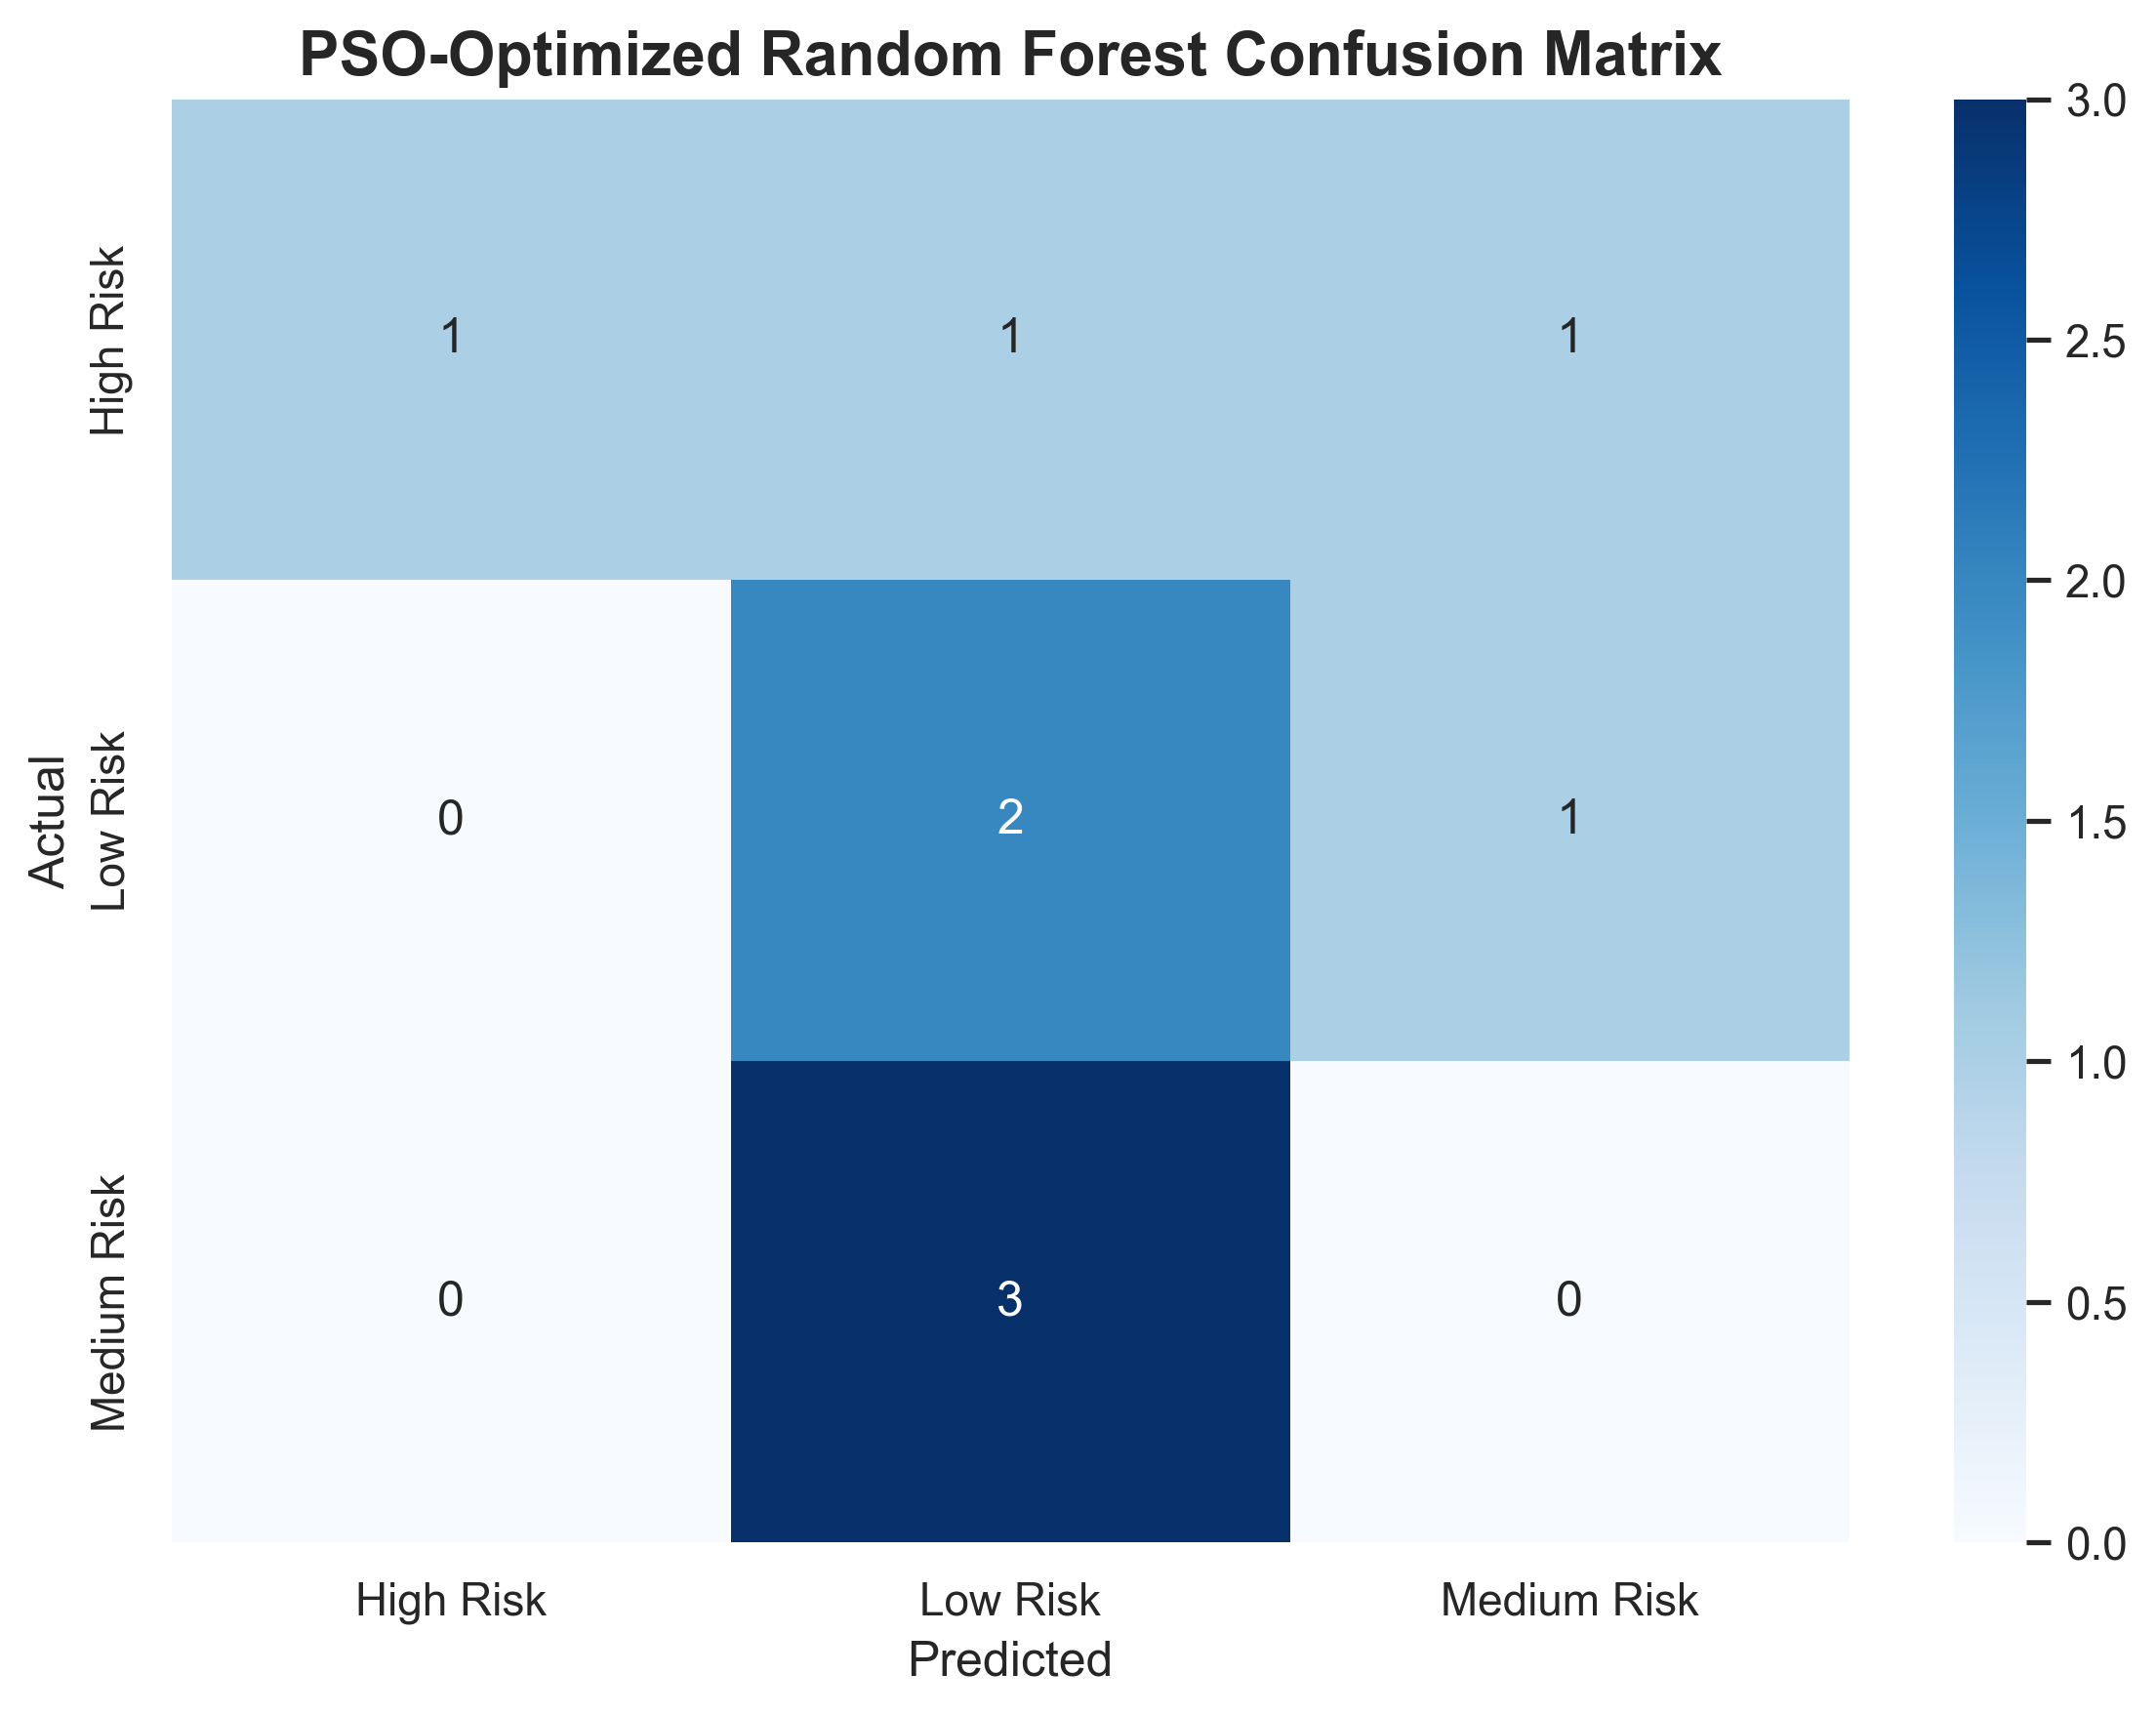 PSO-Optimized Random Forest Confusion Matrix
Actual
High Risk
1 1 1
Low Risk
0 2 1
Medium Risk
0 3 0
High Risk Low Risk Medium Risk
Predicted
3.0
2.5
2.0
1.5
1.0
0.5
0.0